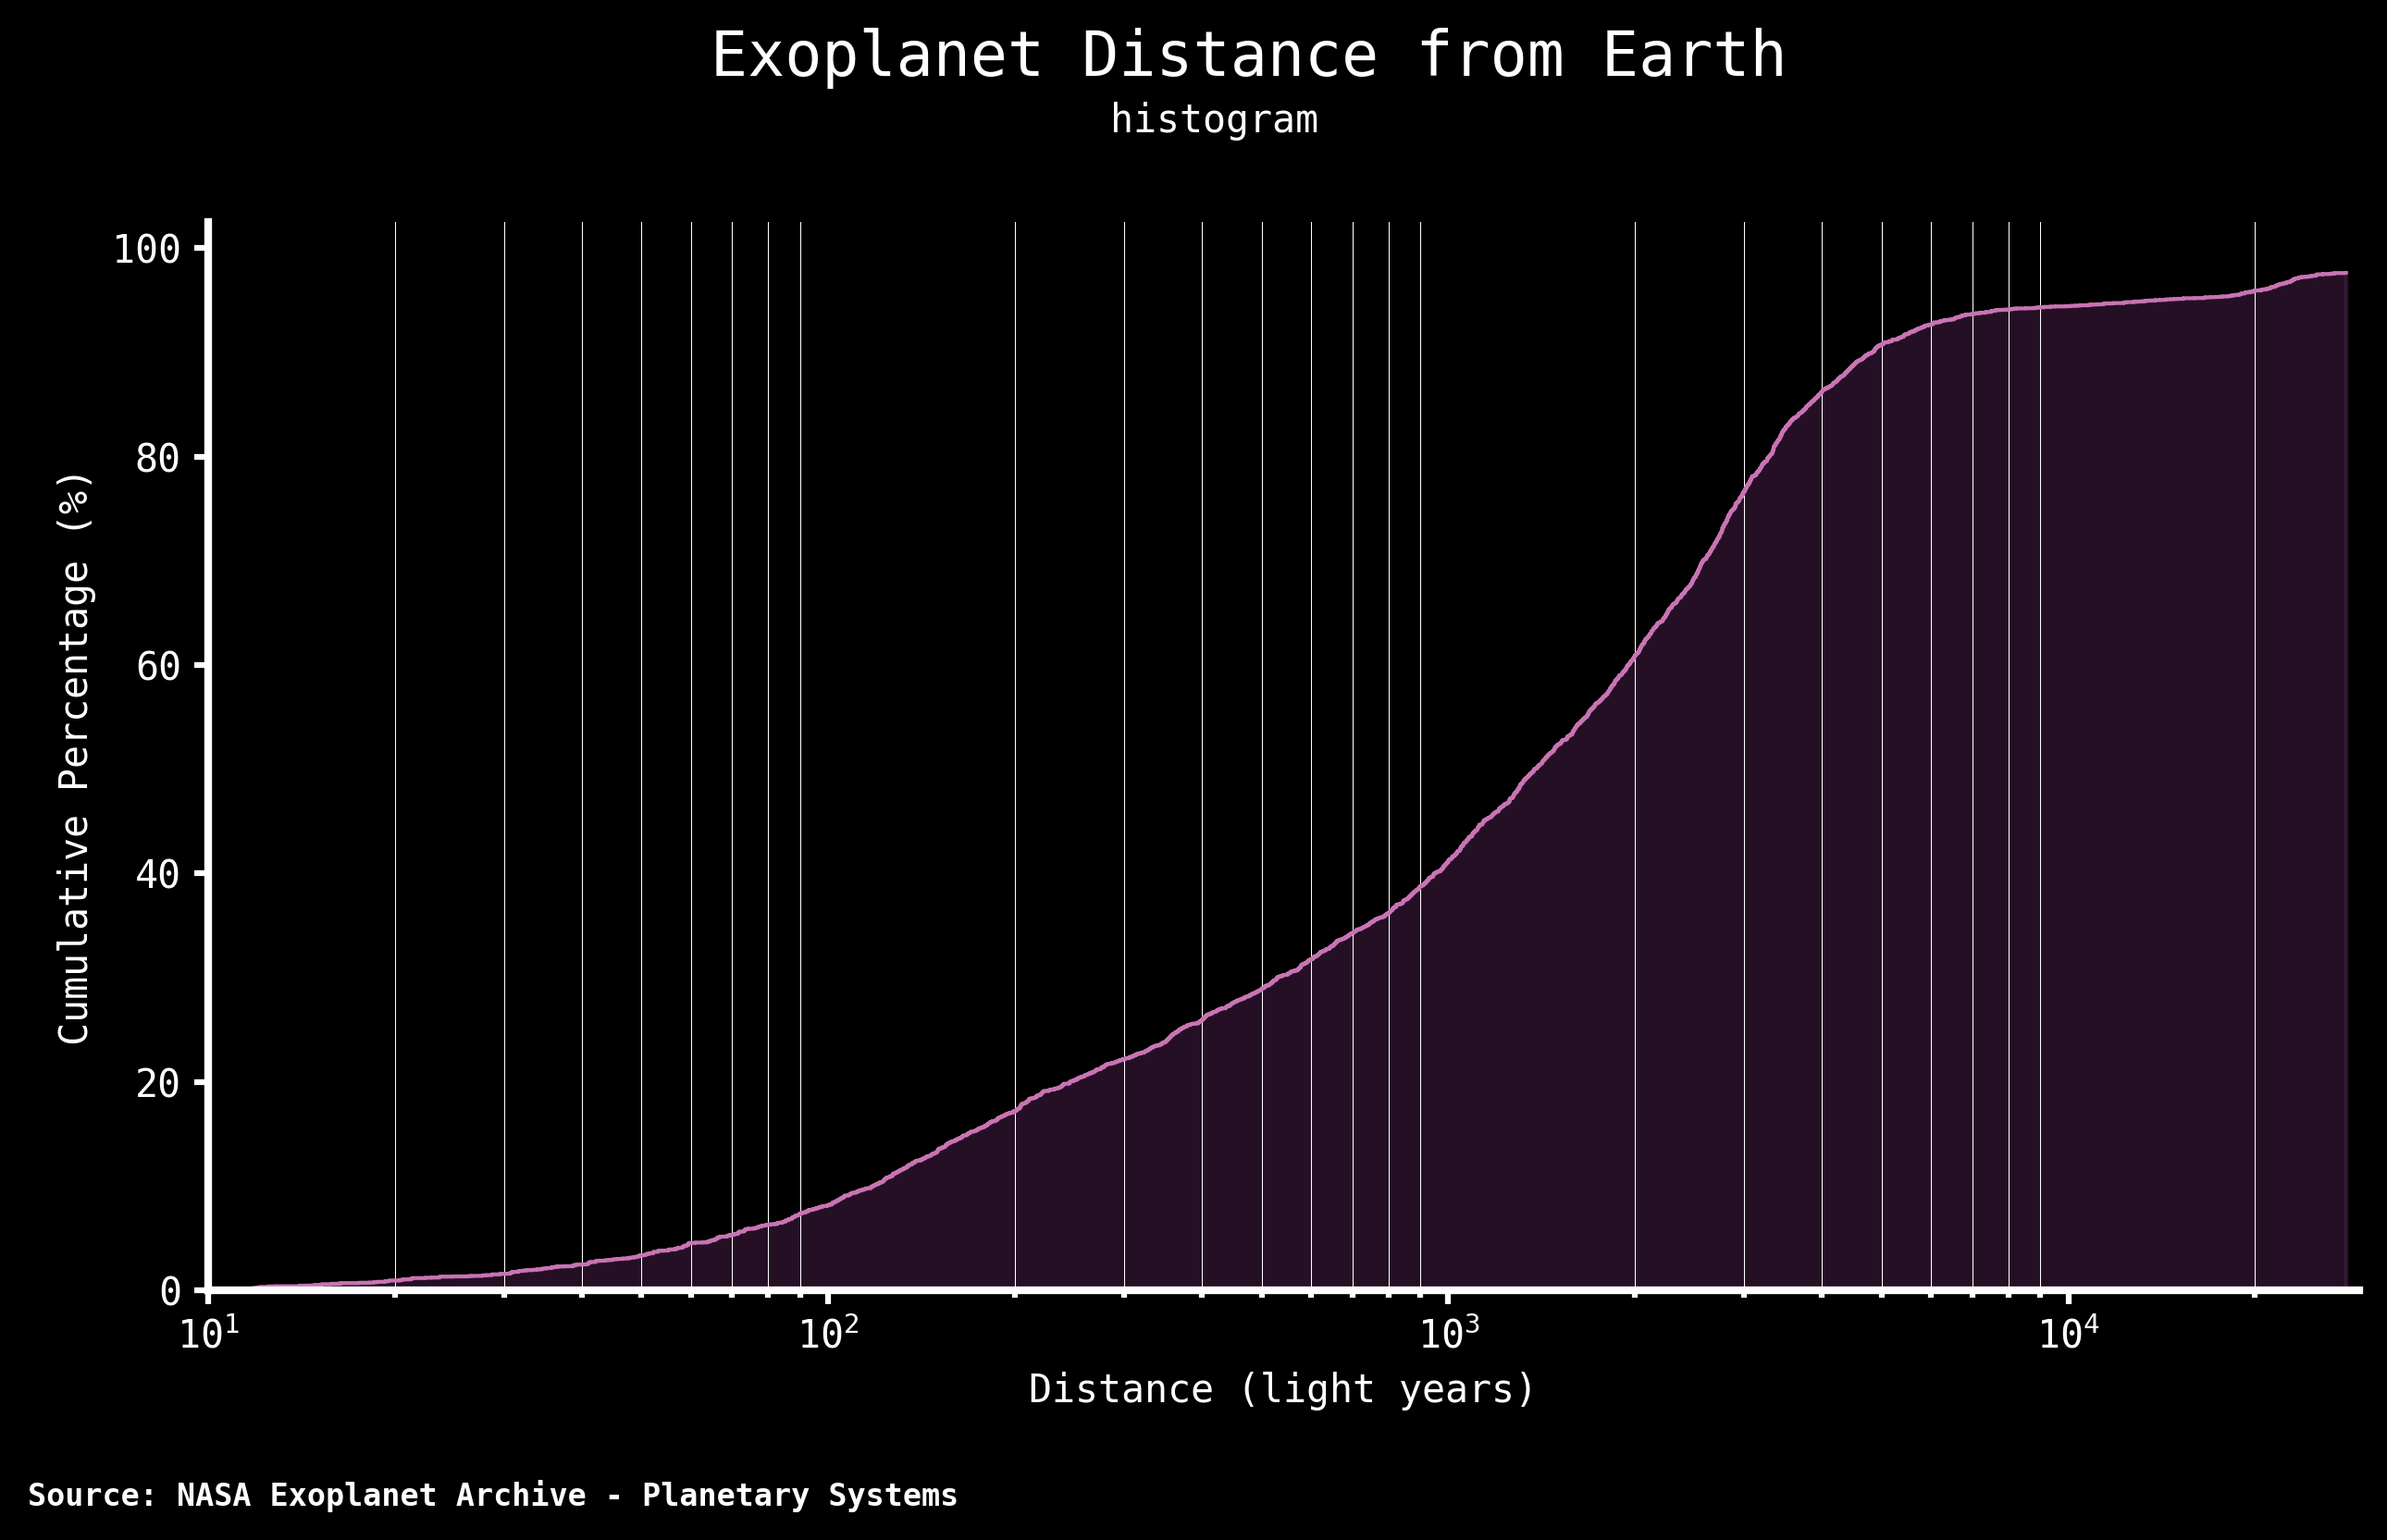 Exoplanet Distance from Earth
histogram
Cumulative Percentage (%)
100
80
60
40
20
0
10¹ 10² 10³ 10⁴
Distance (light years)
Source: NASA Exoplanet Archive - Planetary Systems